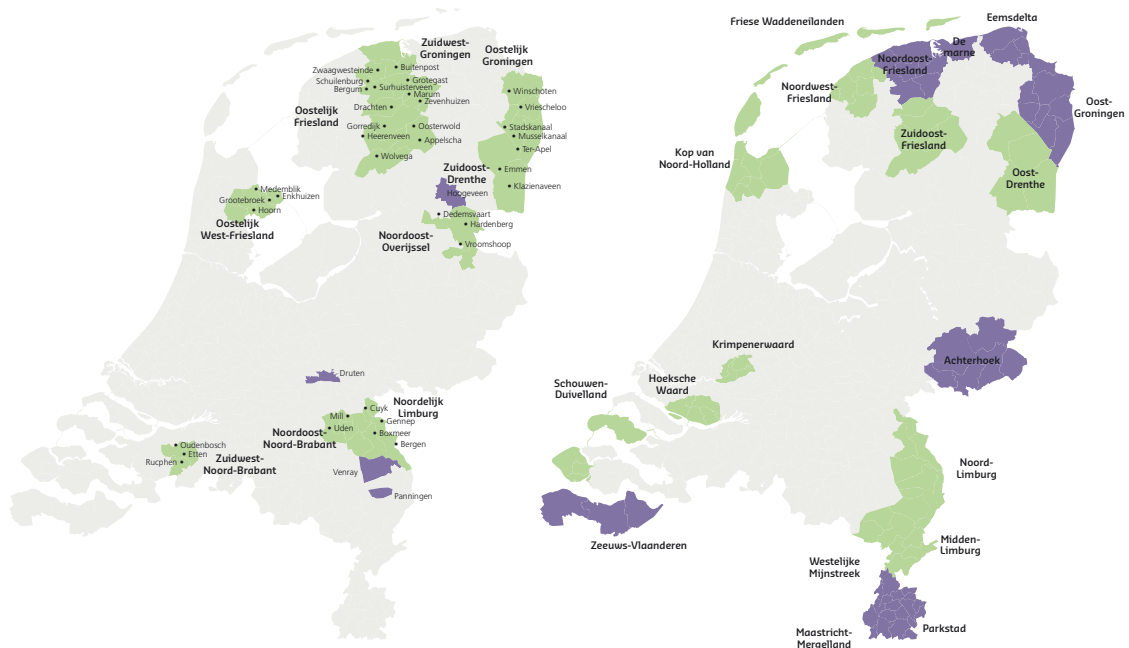 Zuidwest-
Groningen
Oostelijk
Groningen
Zwaagwesteinde
Buitenpost
Schuilenburg
Grotegast
Bergum
Surhuisterveen
Marum
Zevenhuizen
Winschoten
Vriescheloo
Drachten
Oostelijk
Friesland
Gorredijk
Oosterwold
Heerenveen
Appelscha
Wolvega
Stadskanaal
Musselkanaal
Ter-Apel
Emmen
Klazienaveen
Zuidoost-
Drenthe
Hoogeveen
Medemblik
Enkhuizen
Grootebroek
Hoorn
Oostelijk
West-Friesland
Dedemsvaart
Hardenberg
Noordoost-
Overijssel
Vroomshoop
Druten
Noordelijk
Limburg
Cuyk
Mill
Gennep
Uden
Boxmeer
Noordoost-
Noord-Brabant
Bergen
Oudenbosch
Etten
Rucphen
Zuidwest-
Noord-Brabant
Venray
Panningen
Friese Waddeneilanden
Eemsdelta
De
marne
Noordoost-
Friesland
Noordwest-
Friesland
Oost-
Groningen
Zuidoost-
Friesland
Kop van
Noord-Holland
Oost-
Drenthe
Krimpenerwaard
Achterhoek
Schouwen-
Duivelland
Hoeksche
Waard
Noord-
Limburg
Zeeuws-Vlaanderen
Midden-
Limburg
Westelijke
Mijnstreek
Parkstad
Maastricht-
Mergelland